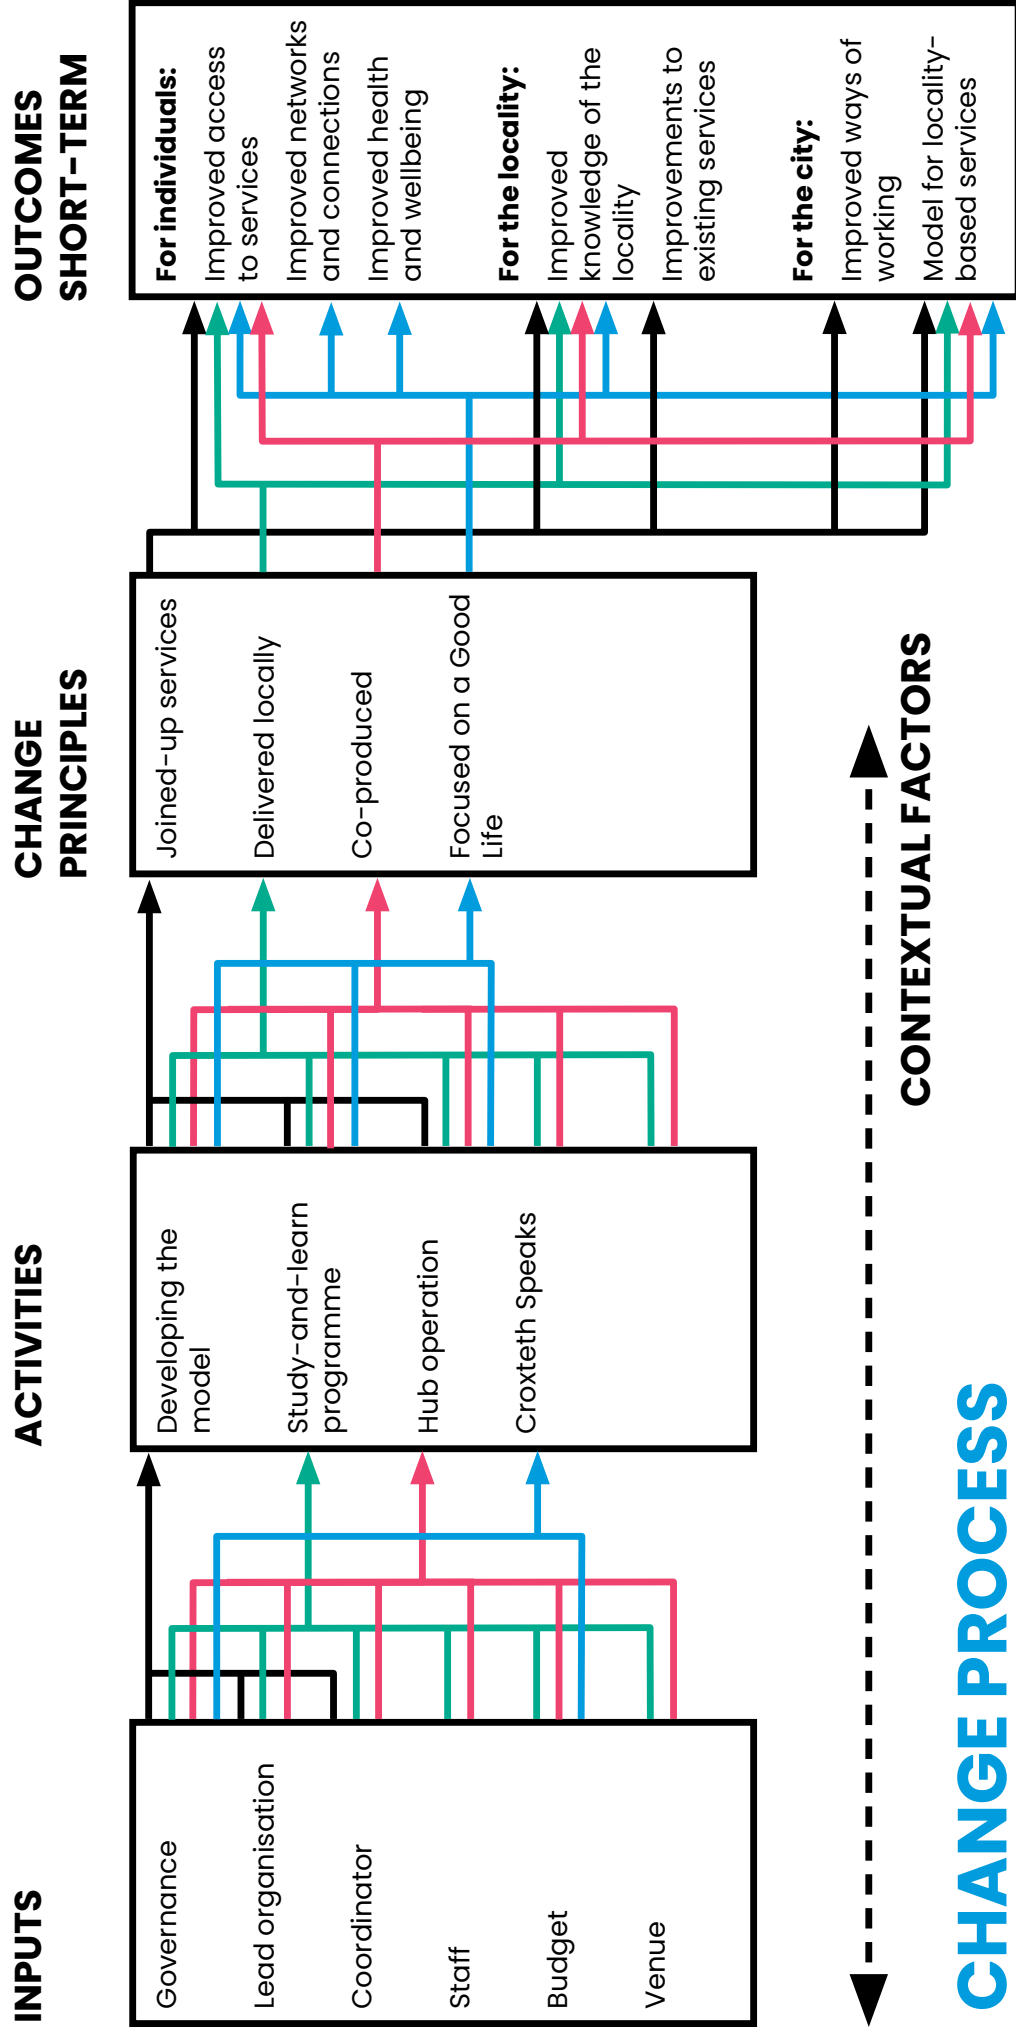 INPUTS
Governance
Lead organisation
Coordinator
Staff
Budget
Venue
ACTIVITIES
Developing the
model
Study-and-learn
programme
Hub operation
Croxteth Speaks
CHANGE
PRINCIPLES
Joined-up services
Delivered locally
Co-produced
Focused on a Good
Life
OUTCOMES
SHORT-TERM
For individuals:
Improved access
to services
Improved networks
and connections
Improved health
and wellbeing
For the locality:
Improved
knowledge of the
locality
Improvements to
existing services
For the city:
Improved ways of
working
Model for locality-
based services
CONTEXTUAL FACTORS
CHANGE PROCESS